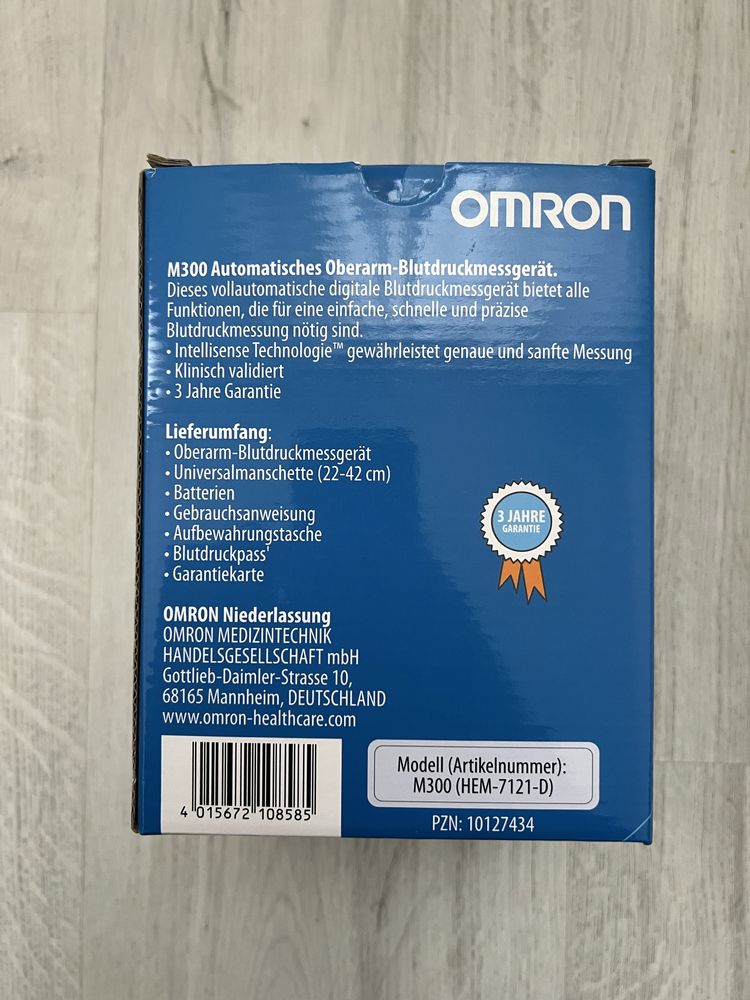 OMRON
M300 Automatisches Oberarm-Blutdruckmessgerät.
Dieses vollautomatische digitale Blutdruckmessgerät bietet alle
Funktionen, die für eine einfache, schnelle und präzise
Blutdruckmessung nötig sind.
• Intellisense Technologie™ gewährleistet genaue und sanfte Messung
• Klinisch validiert
• 3 Jahre Garantie
Lieferumfang:
• Oberarm-Blutdruckmessgerät
• Universalmanschette (22-42 cm)
• Batterien
• Gebrauchsanweisung
• Aufbewahrungstasche
• Blutdruckpass
• Garantiekarte
3 JAHRE
GARANTIE
OMRON Niederlassung
OMRON MEDIZINTECHNIK
HANDELSGESELLSCHAFT mbH
Gottlieb-Daimler-Strasse 10,
68165 Mannheim, DEUTSCHLAND
www.omron-healthcare.com
4 015672 108585
Modell (Artikelnummer):
M300 (HEM-7121-D)
PZN: 10127434